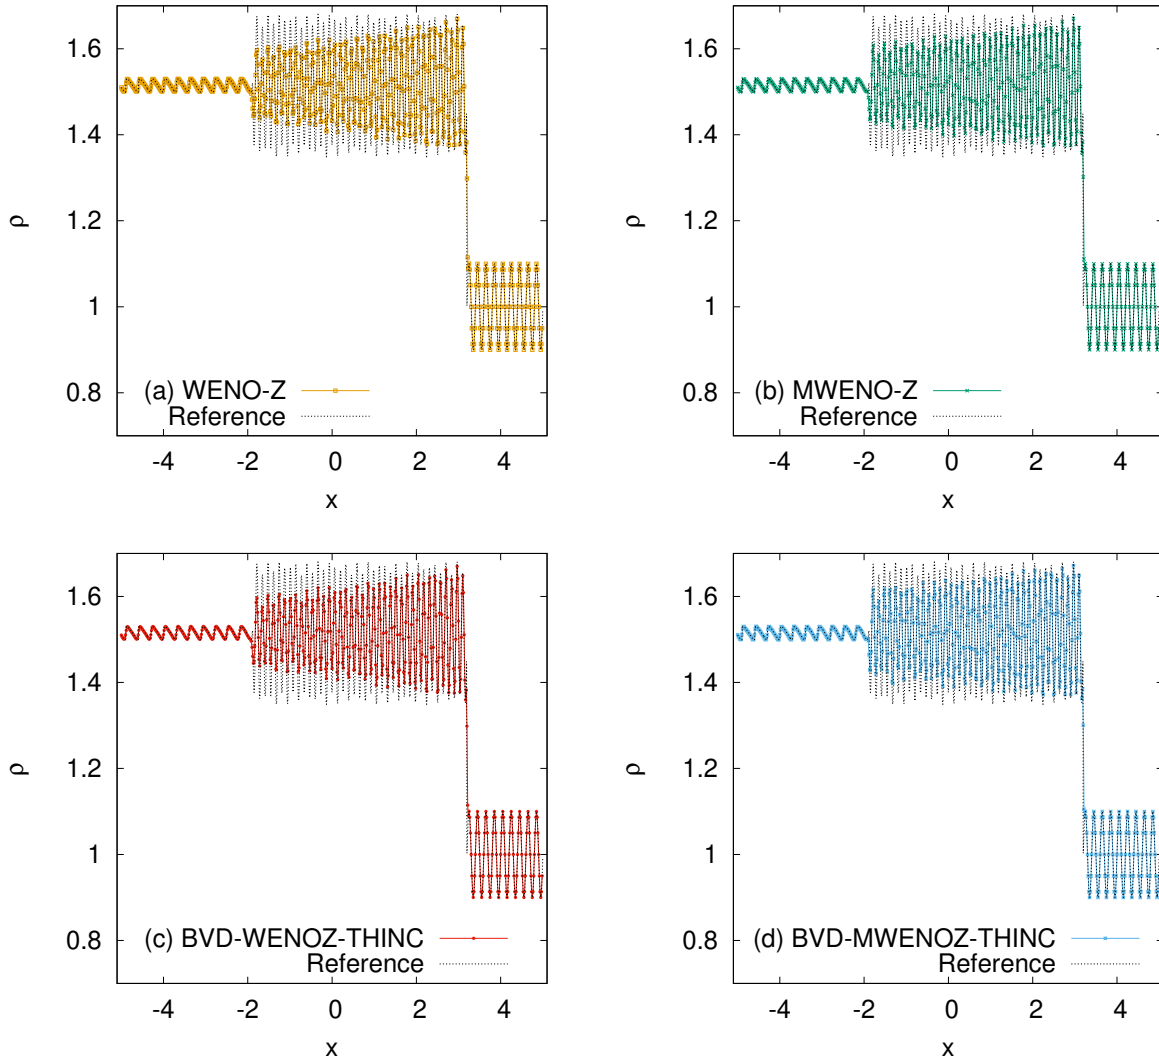 1.6
1.4
1.2
1
0.8
ρ
(a) WENO-Z
Reference
-4 -2 0 2 4
x
1.6
1.4
1.2
1
0.8
ρ
(b) MWENO-Z
Reference
-4 -2 0 2 4
x
1.6
1.4
1.2
1
0.8
ρ
(c) BVD-WENOZ-THINC
Reference
-4 -2 0 2 4
x
1.6
1.4
1.2
1
0.8
ρ
(d) BVD-MWENOZ-THINC
Reference
-4 -2 0 2 4
x